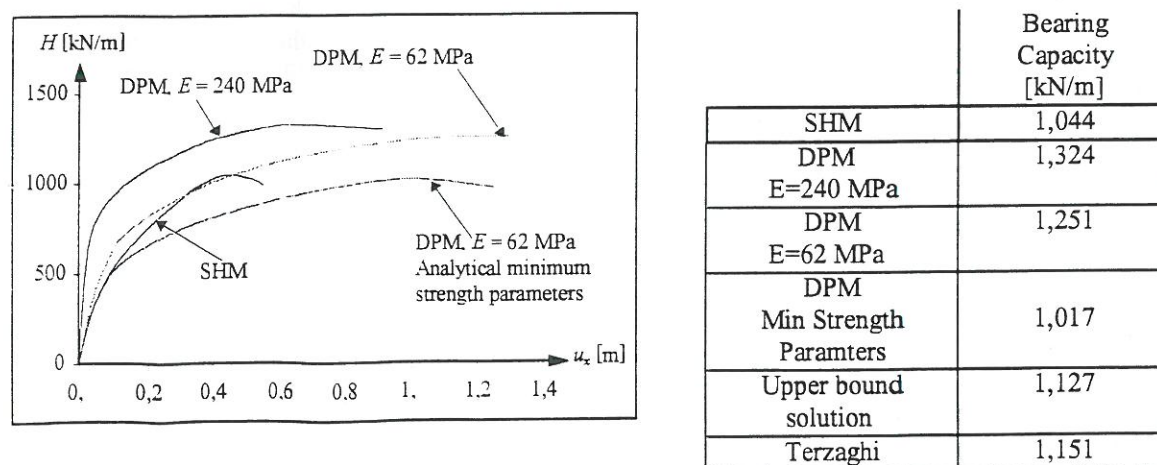 H [kN/m]
DPM, E = 62 MPa
DPM, E = 240 MPa
1500
1000
500
0
SHM
DPM, E = 62 MPa
Analytical minimum
strength parameters
uₓ [m]
0, 0,2 0,4 0,6 0,8 1, 1,2 1,4
Bearing
Capacity
[kN/m]
SHM 1,044
DPM 1,324
E=240 MPa
DPM 1,251
E=62 MPa
DPM
Min Strength 1,017
Paramters
Upper bound 1,127
solution
Terzaghi 1,151